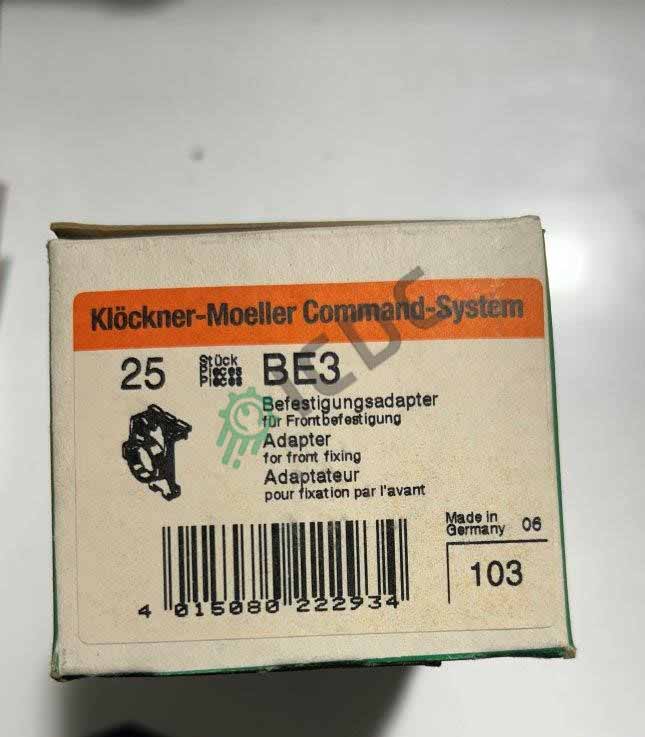 Klöckner-Moeller Command-System
25 Stück BE3
Pieces
Pièces
Befestigungsadapter
für Frontbefestigung
Adapter
for front fixing
Adaptateur
pour fixation par l'avant
Made in
Germany 06
103
4 015080 222934
ICDC